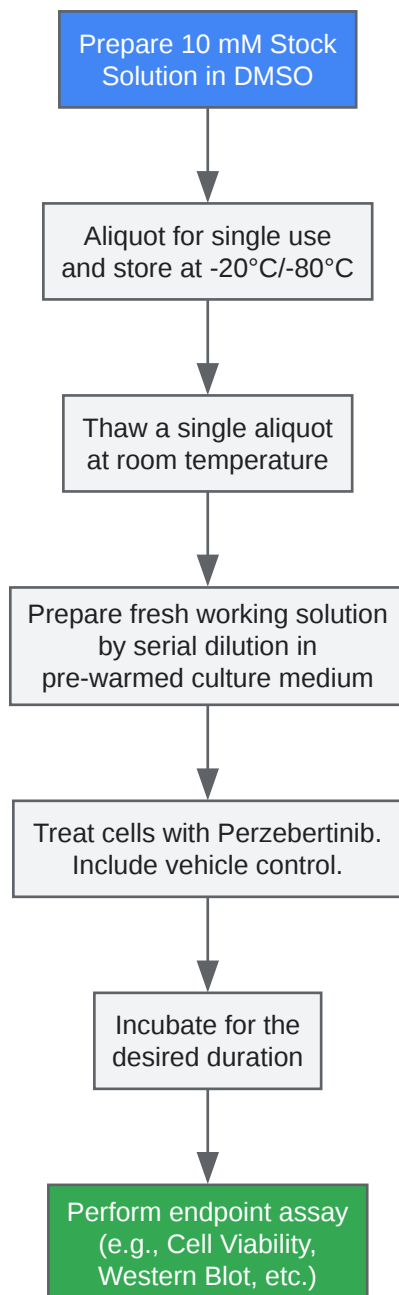 Prepare 10 mM Stock
Solution in DMSO
Aliquot for single use
and store at -20°C/-80°C
Thaw a single aliquot
at room temperature
Prepare fresh working solution
by serial dilution in
pre-warmed culture medium
Treat cells with Perzebertinib.
Include vehicle control.
Incubate for the
desired duration
Perform endpoint assay
(e.g., Cell Viability,
Western Blot, etc.)